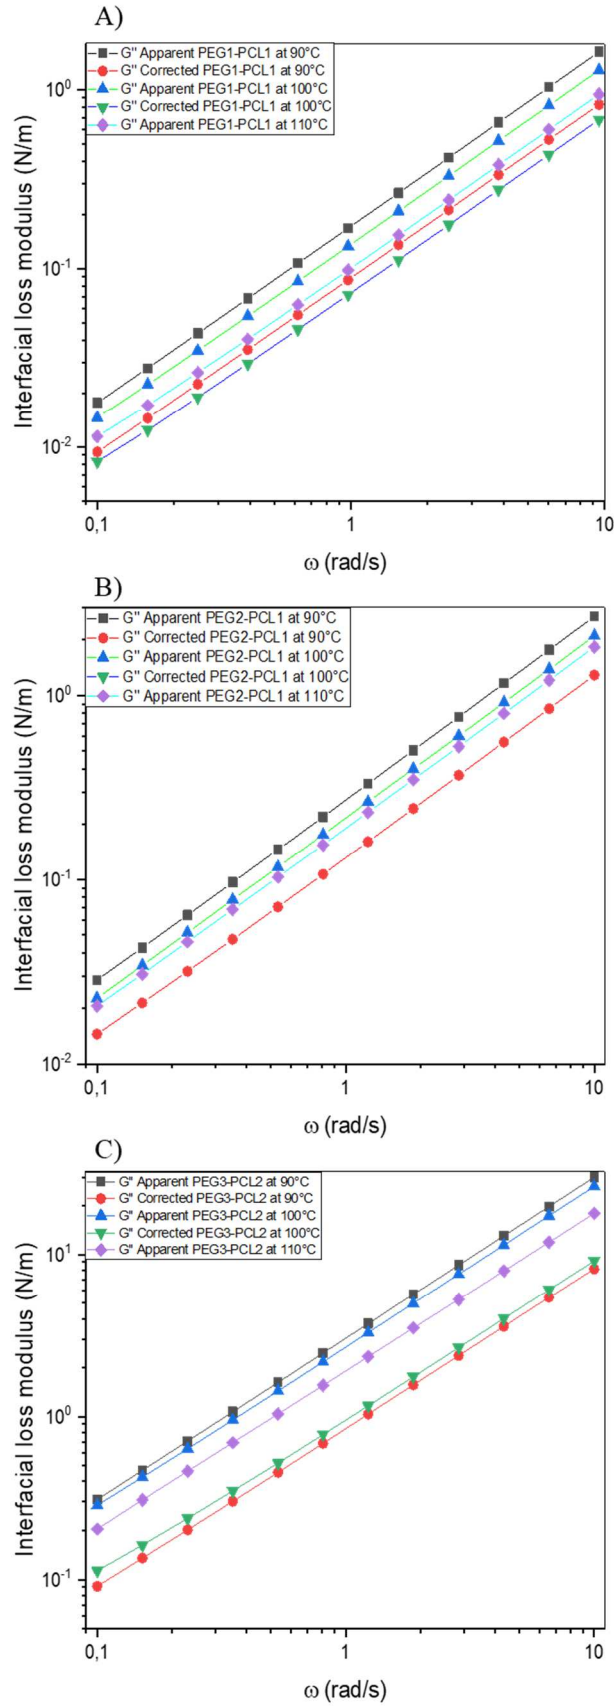 A)
G'' Apparent PEG1-PCL1 at 90°C
G'' Corrected PEG1-PCL1 at 90°C
G'' Apparent PEG1-PCL1 at 100°C
G'' Corrected PEG1-PCL1 at 100°C
G'' Apparent PEG1-PCL1 at 110°C
Interfacial loss modulus (N/m)
10⁰
10⁻¹
10⁻²
0,1
1
10
ω (rad/s)
B)
G'' Apparent PEG2-PCL1 at 90°C
G'' Corrected PEG2-PCL1 at 90°C
G'' Apparent PEG2-PCL1 at 100°C
G'' Corrected PEG2-PCL1 at 100°C
G'' Apparent PEG2-PCL1 at 110°C
Interfacial loss modulus (N/m)
10⁰
10⁻¹
10⁻²
0,1
1
10
ω (rad/s)
C)
G'' Apparent PEG3-PCL2 at 90°C
G'' Corrected PEG3-PCL2 at 90°C
G'' Apparent PEG3-PCL2 at 100°C
G'' Corrected PEG3-PCL2 at 100°C
G'' Apparent PEG3-PCL2 at 110°C
Interfacial loss modulus (N/m)
10¹
10⁰
10⁻¹
0,1
1
10
ω (rad/s)